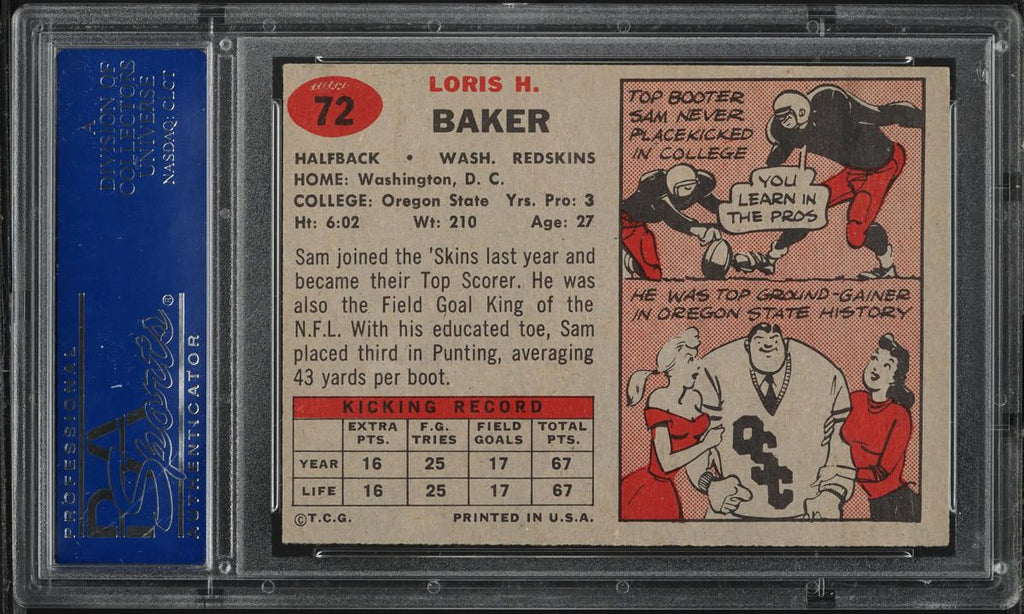 A
DIVISION OF
COLLECTORS
UNIVERSE
NASDAQ: CLCT
PROFESSIONAL
PSA
Sports®
AUTHENTICATOR
72
LORIS H.
BAKER
HALFBACK • WASH. REDSKINS
HOME: Washington, D. C.
COLLEGE: Oregon State Yrs. Pro: 3
Ht: 6:02 Wt: 210 Age: 27
Sam joined the 'Skins last year and
became their Top Scorer. He was
also the Field Goal King of the
N.F.L. With his educated toe, Sam
placed third in Punting, averaging
43 yards per boot.
KICKING RECORD
EXTRA PTS. F.G. TRIES FIELD GOALS TOTAL PTS.
YEAR 16 25 17 67
LIFE 16 25 17 67
©T.C.G. PRINTED IN U.S.A.
TOP BOOTER
SAM NEVER
PLACEKICKED
IN COLLEGE
YOU
LEARN IN
THE PROS
HE WAS TOP GROUND-GAINER
IN OREGON STATE HISTORY
OSC